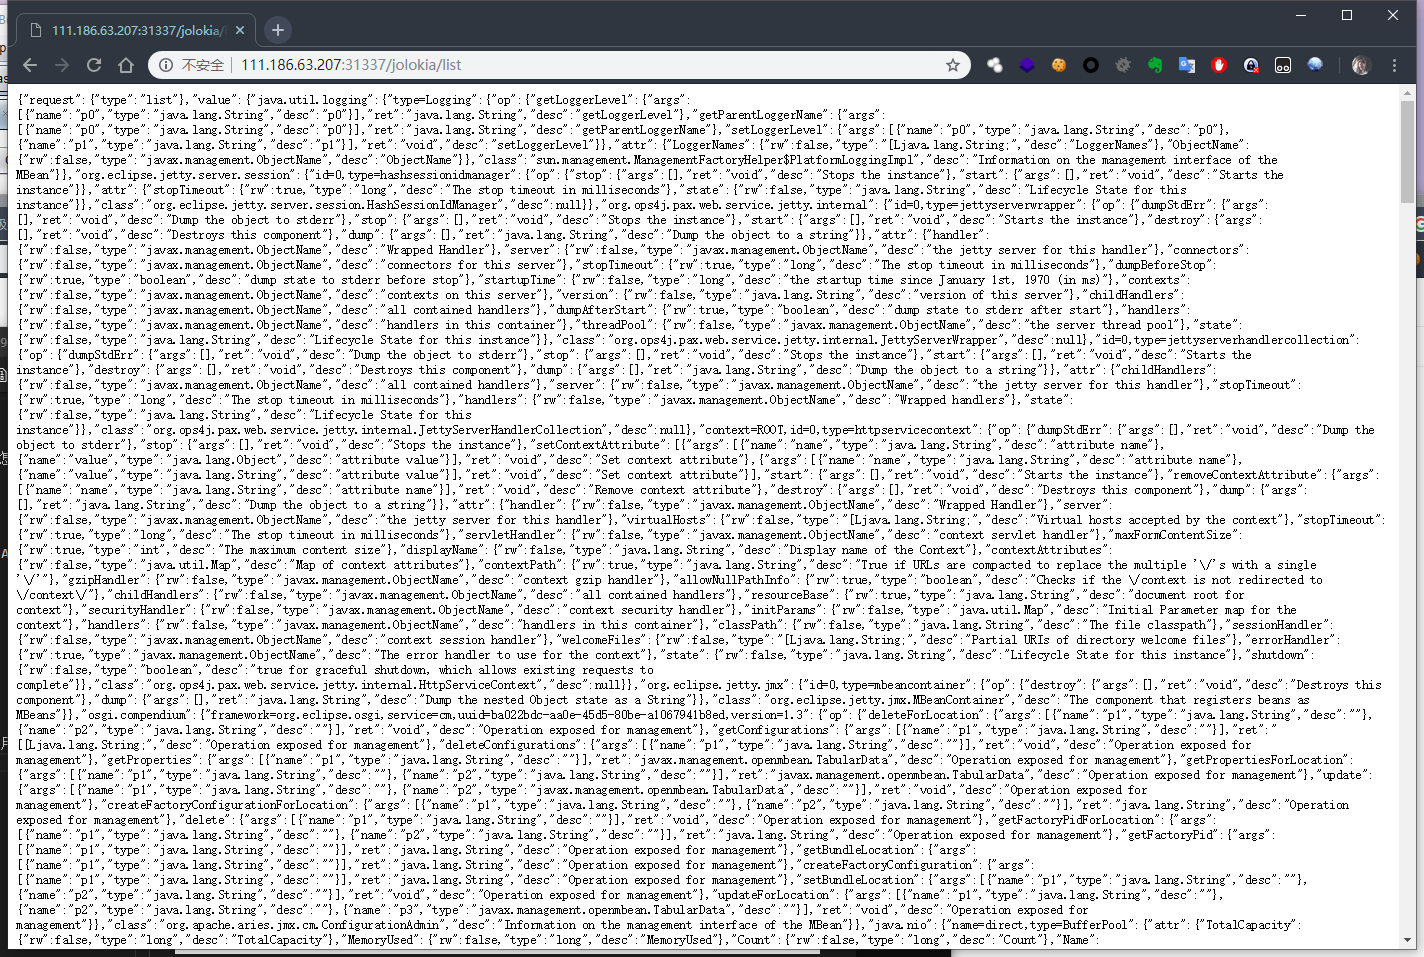 111.186.63.207:31337/jolokia/
不安全 | 111.186.63.207:31337/jolokia/list
{"request":{"type":"list"},"value":{"java.util.logging":{"type=Logging":{"op":{"getLoggerLevel":{"args":
[{"name":"p0","type":"java.lang.String","desc":"p0"}],"ret":"java.lang.String","desc":"getLoggerLevel"},"getParentLoggerName":{"args":
[{"name":"p0","type":"java.lang.String","desc":"p0"}],"ret":"java.lang.String","desc":"getParentLoggerName"},"setLoggerLevel":{"args":[{"name":"p0","type":"java.lang.String","desc":"p0"},
{"name":"p1","type":"java.lang.String","desc":"p1"}],"ret":"void","desc":"setLoggerLevel"}},"attr":{"LoggerNames":{"rw":false,"type":"[Ljava.lang.String;","desc":"LoggerNames"},"ObjectName":
{"rw":false,"type":"javax.management.ObjectName","desc":"ObjectName"}},"class":"sun.management.ManagementFactoryHelper$PlatformLoggingImpl","desc":"Information on the management interface of the
MBean"}},"org.eclipse.jetty.server.session":{"id=0,type=hashsessionidmanager":{"op":{"stop":{"args":[],"ret":"void","desc":"Stops the instance"},"start":{"args":[],"ret":"void","desc":"Starts the
instance"}},"attr":{"stopTimeout":{"rw":true,"type":"long","desc":"The stop timeout in milliseconds"},"state":{"rw":false,"type":"java.lang.String","desc":"Lifecycle State for this
instance"}},"class":"org.eclipse.jetty.server.session.HashSessionIdManager","desc":null}},"org.ops4j.pax.web.service.jetty.internal":{"id=0,type=jettyserverwrapper":{"op":{"dumpStdErr":{"args":
[],"ret":"void","desc":"Dump the object to stderr"},"stop":{"args":[],"ret":"void","desc":"Stops the instance"},"start":{"args":[],"ret":"void","desc":"Starts the instance"},"destroy":{"args":
[],"ret":"void","desc":"Destroys this component"},"dump":{"args":[],"ret":"java.lang.String","desc":"Dump the object to a string"}},"attr":{"handler":
{"rw":false,"type":"javax.management.ObjectName","desc":"Wrapped Handler"},"server":{"rw":false,"type":"javax.management.ObjectName","desc":"the jetty server for this handler"},"connectors":
{"rw":false,"type":"javax.management.ObjectName","desc":"connectors for this server"},"stopTimeout":{"rw":true,"type":"long","desc":"The stop timeout in milliseconds"},"dumpBeforeStop":
{"rw":true,"type":"boolean","desc":"dump state to stderr before stop"},"startupTime":{"rw":false,"type":"long","desc":"the startup time since January 1st, 1970 (in ms)"},"contexts":
{"rw":false,"type":"javax.management.ObjectName","desc":"contexts on this server"},"version":{"rw":false,"type":"java.lang.String","desc":"version of this server"},"childHandlers":
{"rw":false,"type":"javax.management.ObjectName","desc":"all contained handlers"},"dumpAfterStart":{"rw":true,"type":"boolean","desc":"dump state to stderr after start"},"handlers":
{"rw":false,"type":"javax.management.ObjectName","desc":"handlers in this container"},"threadPool":{"rw":false,"type":"javax.management.ObjectName","desc":"the server thread pool"},"state":
{"rw":false,"type":"java.lang.String","desc":"Lifecycle State for this instance"}},"class":"org.ops4j.pax.web.service.jetty.internal.JettyServerWrapper","desc":null},"id=0,type=jettyserverhandlercollection":
{"op":{"dumpStdErr":{"args":[],"ret":"void","desc":"Dump the object to stderr"},"stop":{"args":[],"ret":"void","desc":"Stops the instance"},"start":{"args":[],"ret":"void","desc":"Starts the
instance"},"destroy":{"args":[],"ret":"void","desc":"Destroys this component"},"dump":{"args":[],"ret":"java.lang.String","desc":"Dump the object to a string"}},"attr":{"childHandlers":
{"rw":false,"type":"javax.management.ObjectName","desc":"all contained handlers"},"server":{"rw":false,"type":"javax.management.ObjectName","desc":"the jetty server for this handler"},"stopTimeout":
{"rw":true,"type":"long","desc":"The stop timeout in milliseconds"},"handlers":{"rw":false,"type":"javax.management.ObjectName","desc":"Wrapped handlers"},"state":
{"rw":false,"type":"java.lang.String","desc":"Lifecycle State for this
instance"}},"class":"org.ops4j.pax.web.service.jetty.internal.JettyServerHandlerCollection","desc":null},"context=ROOT,id=0,type=httpservicecontext":{"op":{"dumpStdErr":{"args":[],"ret":"void","desc":"Dump the
object to stderr"},"stop":{"args":[],"ret":"void","desc":"Stops the instance"},"setContextAttribute":[{"args":[{"name":"name","type":"java.lang.String","desc":"attribute name"},
{"name":"value","type":"java.lang.Object","desc":"attribute value"}],"ret":"void","desc":"Set context attribute"},{"args":[{"name":"name","type":"java.lang.String","desc":"attribute name"},
{"name":"value","type":"java.lang.String","desc":"attribute value"}],"ret":"void","desc":"Set context attribute"}],"start":{"args":[],"ret":"void","desc":"Starts the instance"},"removeContextAttribute":{"args":
[{"name":"name","type":"java.lang.String","desc":"attribute name"}],"ret":"void","desc":"Remove context attribute"},"destroy":{"args":[],"ret":"void","desc":"Destroys this component"},"dump":{"args":
[],"ret":"java.lang.String","desc":"Dump the object to a string"}},"attr":{"handler":{"rw":false,"type":"javax.management.ObjectName","desc":"Wrapped Handler"},"server":
{"rw":false,"type":"javax.management.ObjectName","desc":"the jetty server for this handler"},"virtualHosts":{"rw":false,"type":"[Ljava.lang.String;","desc":"Virtual hosts accepted by the context"},"stopTimeout":
{"rw":true,"type":"long","desc":"The stop timeout in milliseconds"},"servletHandler":{"rw":false,"type":"javax.management.ObjectName","desc":"context servlet handler"},"maxFormContentSize":
{"rw":true,"type":"int","desc":"The maximum content size"},"displayName":{"rw":false,"type":"java.lang.String","desc":"Display name of the Context"},"contextAttributes":
{"rw":false,"type":"java.util.Map","desc":"Map of context attributes"},"contextPath":{"rw":true,"type":"java.lang.String","desc":"True if URLs are compacted to replace the multiple '\/'s with a single
'\/'"},"gzipHandler":{"rw":false,"type":"javax.management.ObjectName","desc":"context gzip handler"},"allowNullPathInfo":{"rw":true,"type":"boolean","desc":"Checks if the \/context is not redirected to
\/context\/"},"childHandlers":{"rw":false,"type":"javax.management.ObjectName","desc":"all contained handlers"},"resourceBase":{"rw":true,"type":"java.lang.String","desc":"document root for
context"},"securityHandler":{"rw":false,"type":"javax.management.ObjectName","desc":"context security handler"},"initParams":{"rw":false,"type":"java.util.Map","desc":"Initial Parameter map for the
context"},"handlers":{"rw":false,"type":"javax.management.ObjectName","desc":"handlers in this container"},"classPath":{"rw":false,"type":"java.lang.String","desc":"The file classpath"},"sessionHandler":
{"rw":false,"type":"javax.management.ObjectName","desc":"context session handler"},"welcomeFiles":{"rw":false,"type":"[Ljava.lang.String;","desc":"Partial URIs of directory welcome files"},"errorHandler":
{"rw":true,"type":"javax.management.ObjectName","desc":"The error handler to use for the context"},"state":{"rw":false,"type":"java.lang.String","desc":"Lifecycle State for this instance"},"shutdown":
{"rw":false,"type":"boolean","desc":"true for graceful shutdown, which allows existing requests to
complete"}},"class":"org.ops4j.pax.web.service.jetty.internal.HttpServiceContext","desc":null}},"org.eclipse.jetty.jmx":{"id=0,type=mbeancontainer":{"op":{"destroy":{"args":[],"ret":"void","desc":"Destroys this
component"},"dump":{"args":[],"ret":"java.lang.String","desc":"Dump the nested Object state as a String"}},"class":"org.eclipse.jetty.jmx.MBeanContainer","desc":"The component that registers beans as
MBeans"}},"osgi.compendium":{"framework=org.eclipse.osgi,service=cm,uuid=ba022bdc-aa0e-45d5-80be-a1067941b8ed,version=1.3":{"op":{"deleteForLocation":{"args":[{"name":"p1","type":"java.lang.String","desc":""},
{"name":"p2","type":"java.lang.String","desc":""}],"ret":"void","desc":"Operation exposed for management"},"getConfigurations":{"args":[{"name":"p1","type":"java.lang.String","desc":""}],"ret":"
[[Ljava.lang.String;","desc":"Operation exposed for management"},"deleteConfigurations":{"args":[{"name":"p1","type":"java.lang.String","desc":""}],"ret":"void","desc":"Operation exposed for
management"},"getProperties":{"args":[{"name":"p1","type":"java.lang.String","desc":""}],"ret":"javax.management.openmbean.TabularData","desc":"Operation exposed for management"},"getPropertiesForLocation":
{"args":[{"name":"p1","type":"java.lang.String","desc":""},{"name":"p2","type":"java.lang.String","desc":""}],"ret":"javax.management.openmbean.TabularData","desc":"Operation exposed for management"},"update":
{"args":[{"name":"p1","type":"java.lang.String","desc":""},{"name":"p2","type":"javax.management.openmbean.TabularData","desc":""}],"ret":"void","desc":"Operation exposed for
management"},"createFactoryConfigurationForLocation":{"args":[{"name":"p1","type":"java.lang.String","desc":""},{"name":"p2","type":"java.lang.String","desc":""}],"ret":"java.lang.String","desc":"Operation
exposed for management"},"delete":{"args":[{"name":"p1","type":"java.lang.String","desc":""}],"ret":"void","desc":"Operation exposed for management"},"getFactoryPidForLocation":{"args":
[{"name":"p1","type":"java.lang.String","desc":""},{"name":"p2","type":"java.lang.String","desc":""}],"ret":"java.lang.String","desc":"Operation exposed for management"},"getFactoryPid":{"args":
[{"name":"p1","type":"java.lang.String","desc":""}],"ret":"java.lang.String","desc":"Operation exposed for management"},"getBundleLocation":{"args":
[{"name":"p1","type":"java.lang.String","desc":""}],"ret":"java.lang.String","desc":"Operation exposed for management"},"createFactoryConfiguration":{"args":
[{"name":"p1","type":"java.lang.String","desc":""}],"ret":"java.lang.String","desc":"Operation exposed for management"},"setBundleLocation":{"args":[{"name":"p1","type":"java.lang.String","desc":""},
{"name":"p2","type":"java.lang.String","desc":""}],"ret":"void","desc":"Operation exposed for management"},"updateForLocation":{"args":[{"name":"p1","type":"java.lang.String","desc":""},
{"name":"p2","type":"java.lang.String","desc":""},{"name":"p3","type":"javax.management.openmbean.TabularData","desc":""}],"ret":"void","desc":"Operation exposed for
management"}},"class":"org.apache.aries.jmx.cm.ConfigurationAdmin","desc":"Information on the management interface of the MBean"}},"java.nio":{"name=direct,type=BufferPool":{"attr":{"TotalCapacity":
{"rw":false,"type":"long","desc":"TotalCapacity"},"MemoryUsed":{"rw":false,"type":"long","desc":"MemoryUsed"},"Count":{"rw":false,"type":"long","desc":"Count"},"Name":